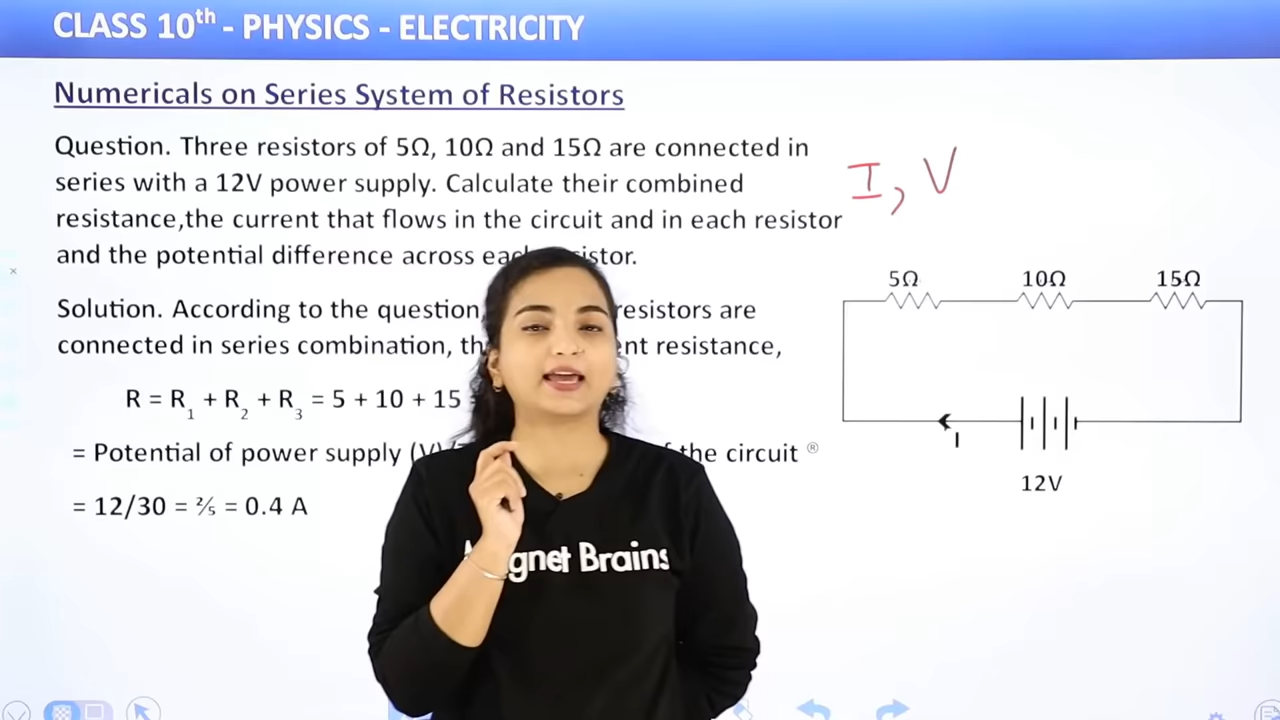 CLASS 10th - PHYSICS - ELECTRICITY
Numericals on Series System of Resistors
Question. Three resistors of 5Ω, 10Ω and 15Ω are connected in
series with a 12V power supply. Calculate their combined
resistance,the current that flows in the circuit and in each resistor
and the potential difference across
I, V
Solution. According to the question, resistors are
connected in series combination, resistance,
R = R1 + R2 + R3 = 5 + 10 + 15
= Potential of power supply (V) the circuit ®
= 12/30 = ⅖ = 0.4 A
5Ω 10Ω 15Ω
I
12V
gnet Brains